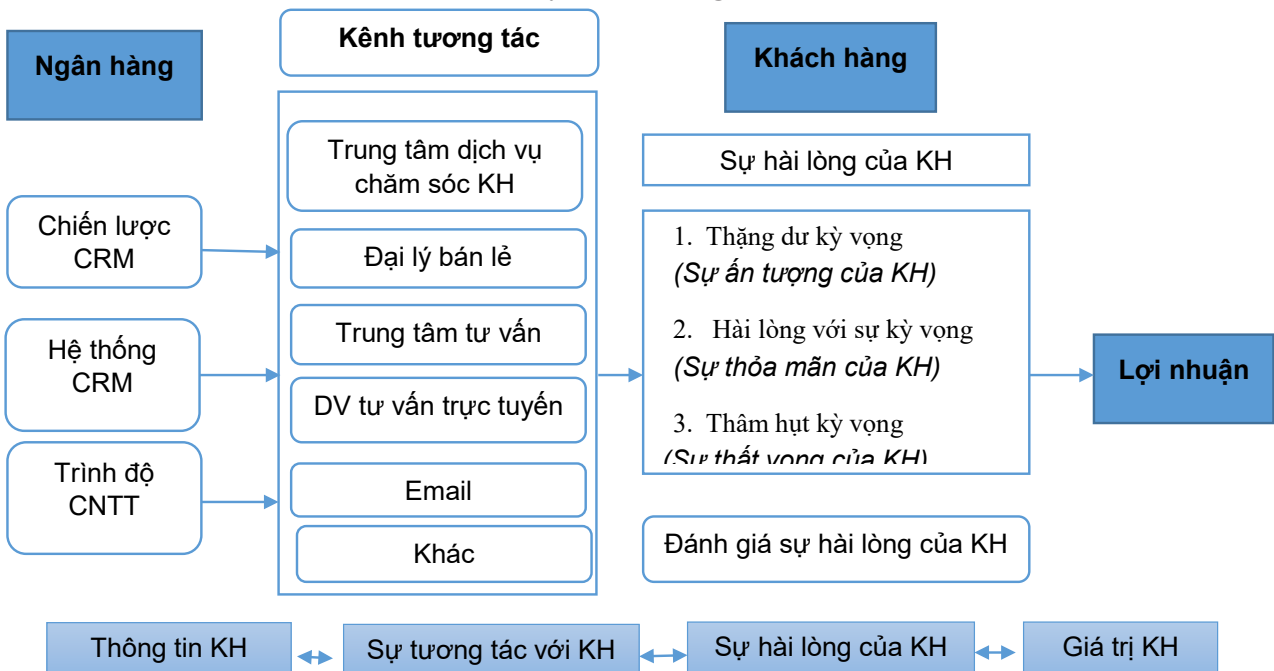 Ngân hàng
Kênh tương tác
Khách hàng
Trung tâm dịch vụ
chăm sóc KH
Sự hài lòng của KH
Chiến lược
CRM
Đại lý bán lẻ
1. Thặng dư kỳ vọng
(Sự ấn tượng của KH)
Trung tâm tư vấn
2. Hài lòng với sự kỳ vọng
(Sự thỏa mãn của KH)
Hệ thống
CRM
Lợi nhuận
DV tư vấn trực tuyến
3. Thâm hụt kỳ vọng
(Sự thất vọng của KH)
Trình độ
CNTT
Email
Khác
Đánh giá sự hài lòng của KH
Thông tin KH
Sự tương tác với KH
Sự hài lòng của KH
Giá trị KH